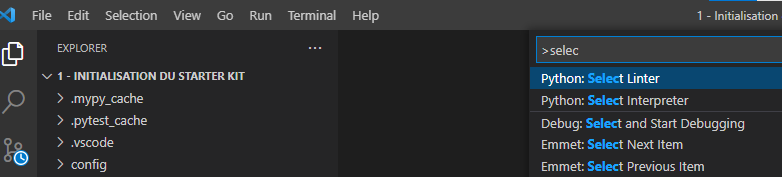 File Edit Selection View Go Run Terminal Help 1 - Initialisation
EXPLORER ...
1 - INITIALISATION DU STARTER KIT
.mypy_cache
.pytest_cache
.vscode
config
>selec
Python: Select Linter
Python: Select Interpreter
Debug: Select and Start Debugging
Emmet: Select Next Item
Emmet: Select Previous Item